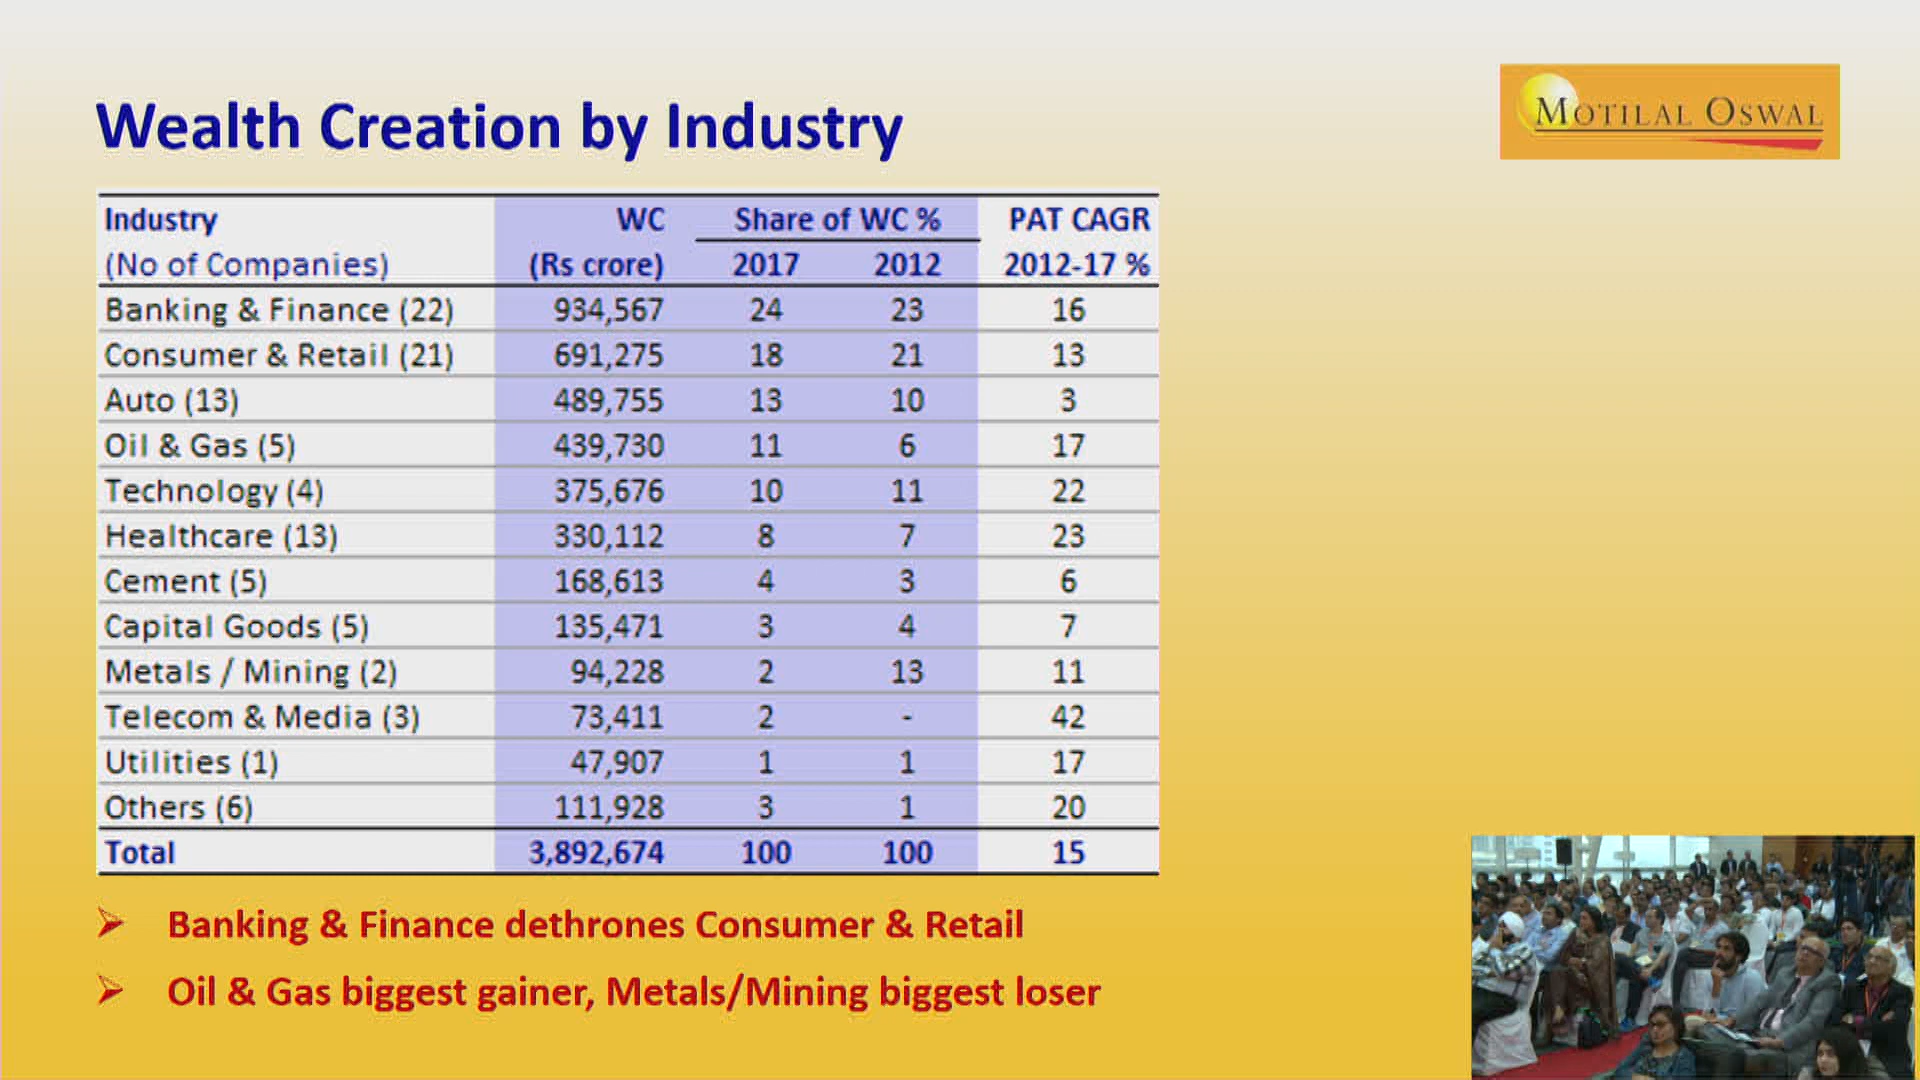 Wealth Creation by Industry
MOTILAL OSWAL
Industry WC Share of WC % PAT CAGR
(No of Companies) (Rs crore) 2017 2012 2012-17 %
Banking & Finance (22) 934,567 24 23 16
Consumer & Retail (21) 691,275 18 21 13
Auto (13) 489,755 13 10 3
Oil & Gas (5) 439,730 11 6 17
Technology (4) 375,676 10 11 22
Healthcare (13) 330,112 8 7 23
Cement (5) 168,613 4 3 6
Capital Goods (5) 135,471 3 4 7
Metals / Mining (2) 94,228 2 13 11
Telecom & Media (3) 73,411 2 - 42
Utilities (1) 47,907 1 1 17
Others (6) 111,928 3 1 20
Total 3,892,674 100 100 15
➢ Banking & Finance dethrones Consumer & Retail
➢ Oil & Gas biggest gainer, Metals/Mining biggest loser